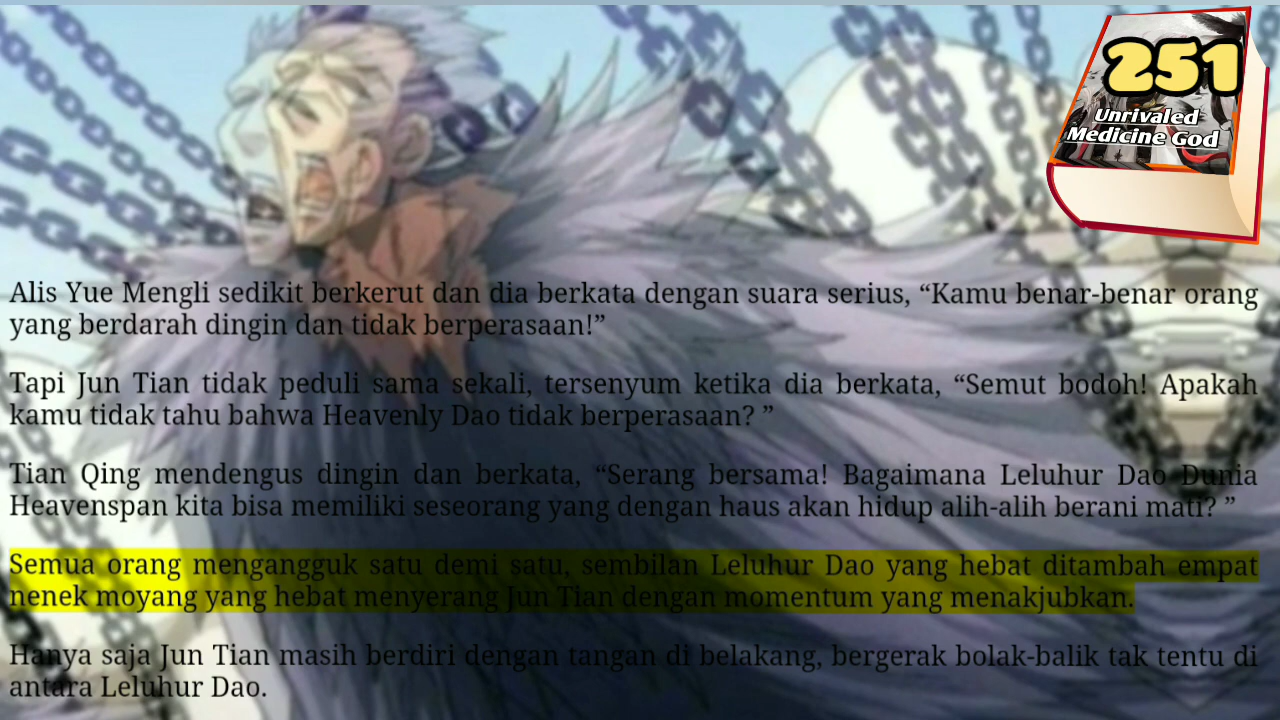 251
Unrivaled
Medicine God
Alis Yue Mengli sedikit berkerut dan dia berkata dengan suara serius, “Kamu benar-benar orang
yang berdarah dingin dan tidak berperasaan!”
Tapi Jun Tian tidak peduli sama sekali, tersenyum ketika dia berkata, “Semut bodoh! Apakah
kamu tidak tahu bahwa Heavenly Dao tidak berperasaan? ”
Tian Qing mendengus dingin dan berkata, “Serang bersama! Bagaimana Leluhur Dao Dunia
Heavenspan kita bisa memiliki seseorang yang dengan haus akan hidup alih-alih berani mati? ”
Semua orang mengangguk satu demi satu, sembilan Leluhur Dao yang hebat ditambah empat
nenek moyang yang hebat menyerang Jun Tian dengan momentum yang menakjubkan.
Hanya saja Jun Tian masih berdiri dengan tangan di belakang, bergerak bolak-balik tak tentu di
antara Leluhur Dao.